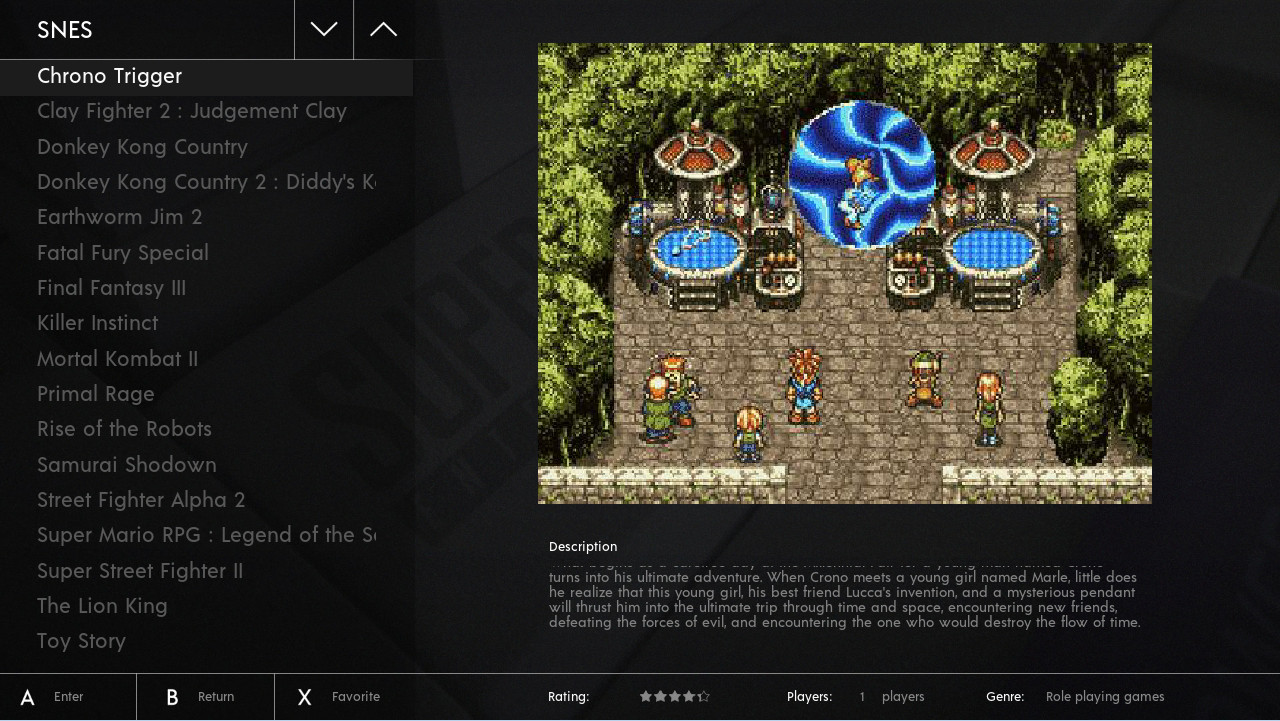 SNES
Chrono Trigger
Clay Fighter 2 : Judgement Clay
Donkey Kong Country
Donkey Kong Country 2 : Diddy's
Earthworm Jim 2
Fatal Fury Special
Final Fantasy III
Killer Instinct
Mortal Kombat II
Primal Rage
Rise of the Robots
Samurai Shodown
Street Fighter Alpha 2
Super Mario RPG : Legend of the
Super Street Fighter II
The Lion King
Toy Story
Description
turns into his ultimate adventure. When Crono meets a young girl named Marle, little does
he realize that this young girl, his best friend Lucca's invention, and a mysterious pendant
will thrust him into the ultimate trip through time and space, encountering new friends,
defeating the forces of evil, and encountering the one who would destroy the flow of time.
A Enter B Return X Favorite Rating: Players: 1 players Genre: Role playing games